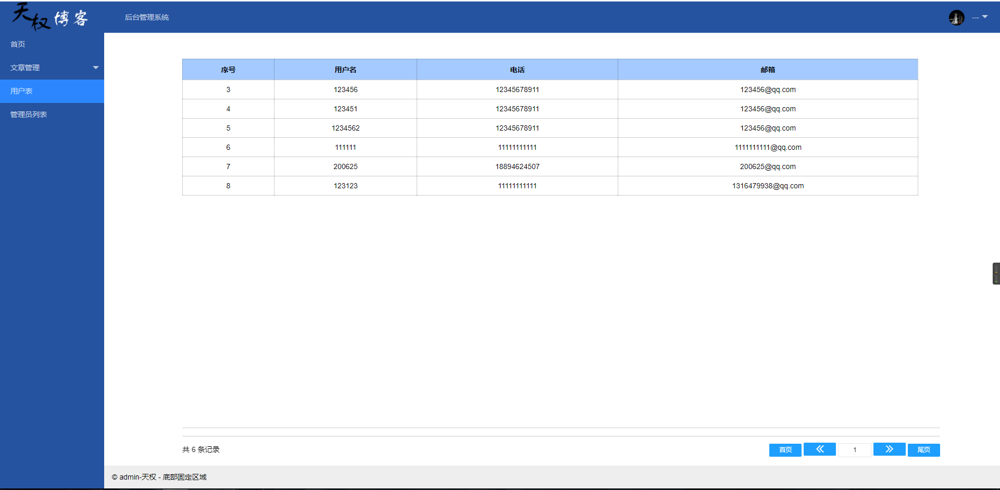 天权博客
后台管理系统
首页
文章管理
用户表
管理员列表
序号 用户名 电话 邮箱
3 123456 12345678911 123456@qq.com
4 123451 12345678911 123456@qq.com
5 1234562 12345678911 123456@qq.com
6 111111 11111111111 1111111111@qq.com
7 200625 18894624507 200625@qq.com
8 123123 11111111111 1316479938@qq.com
共 6 条记录
首页 1 尾页
© admin-天权 - 底部固定区域